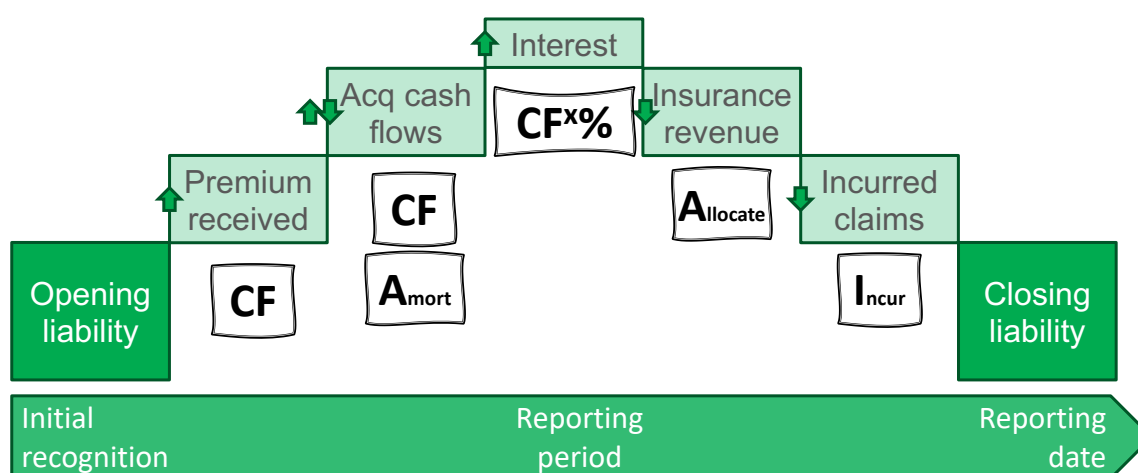 Interest
Acq cash
flows
CFx%
Insurance
revenue
Premium
received
CF
Allocate
Incurred
claims
Opening
liability
CF
Amort
Incur
Closing
liability
Initial
recognition
Reporting
period
Reporting
date